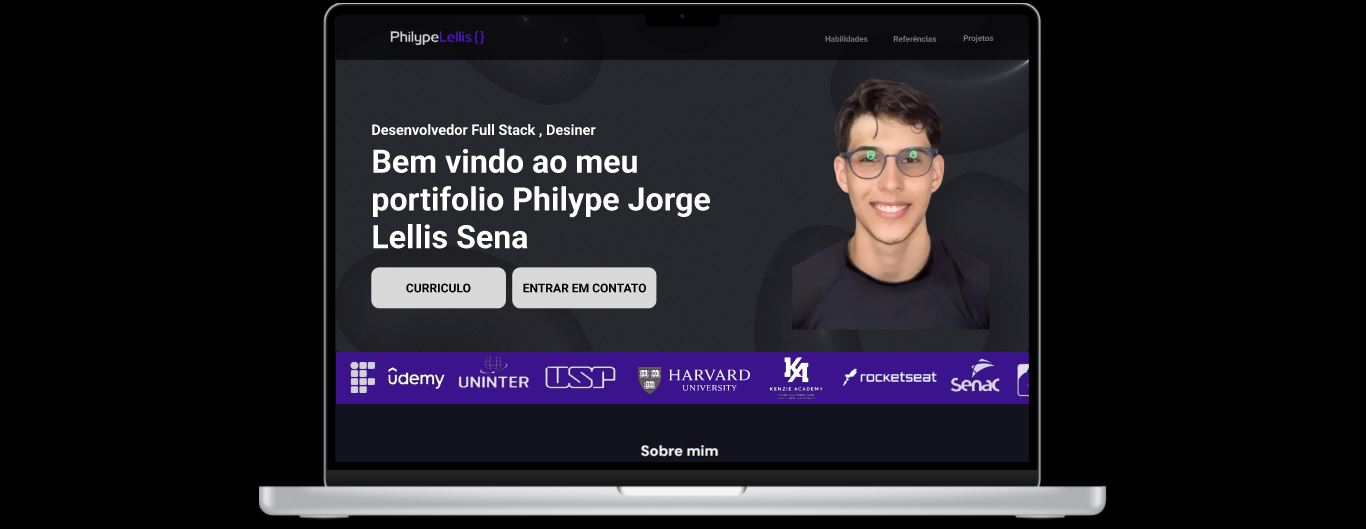 PhilypeLellis{}
Habilidades
Referências
Projetos
Desenvolvedor Full Stack , Desiner
Bem vindo ao meu
portifolio Philype Jorge
Lellis Sena
CURRICULO
ENTRAR EM CONTATO
ûdemy
UNINTER
USP
HARVARD
UNIVERSITY
KA
KENZIE ACADEMY
rocketseat
Senac
Sobre mim